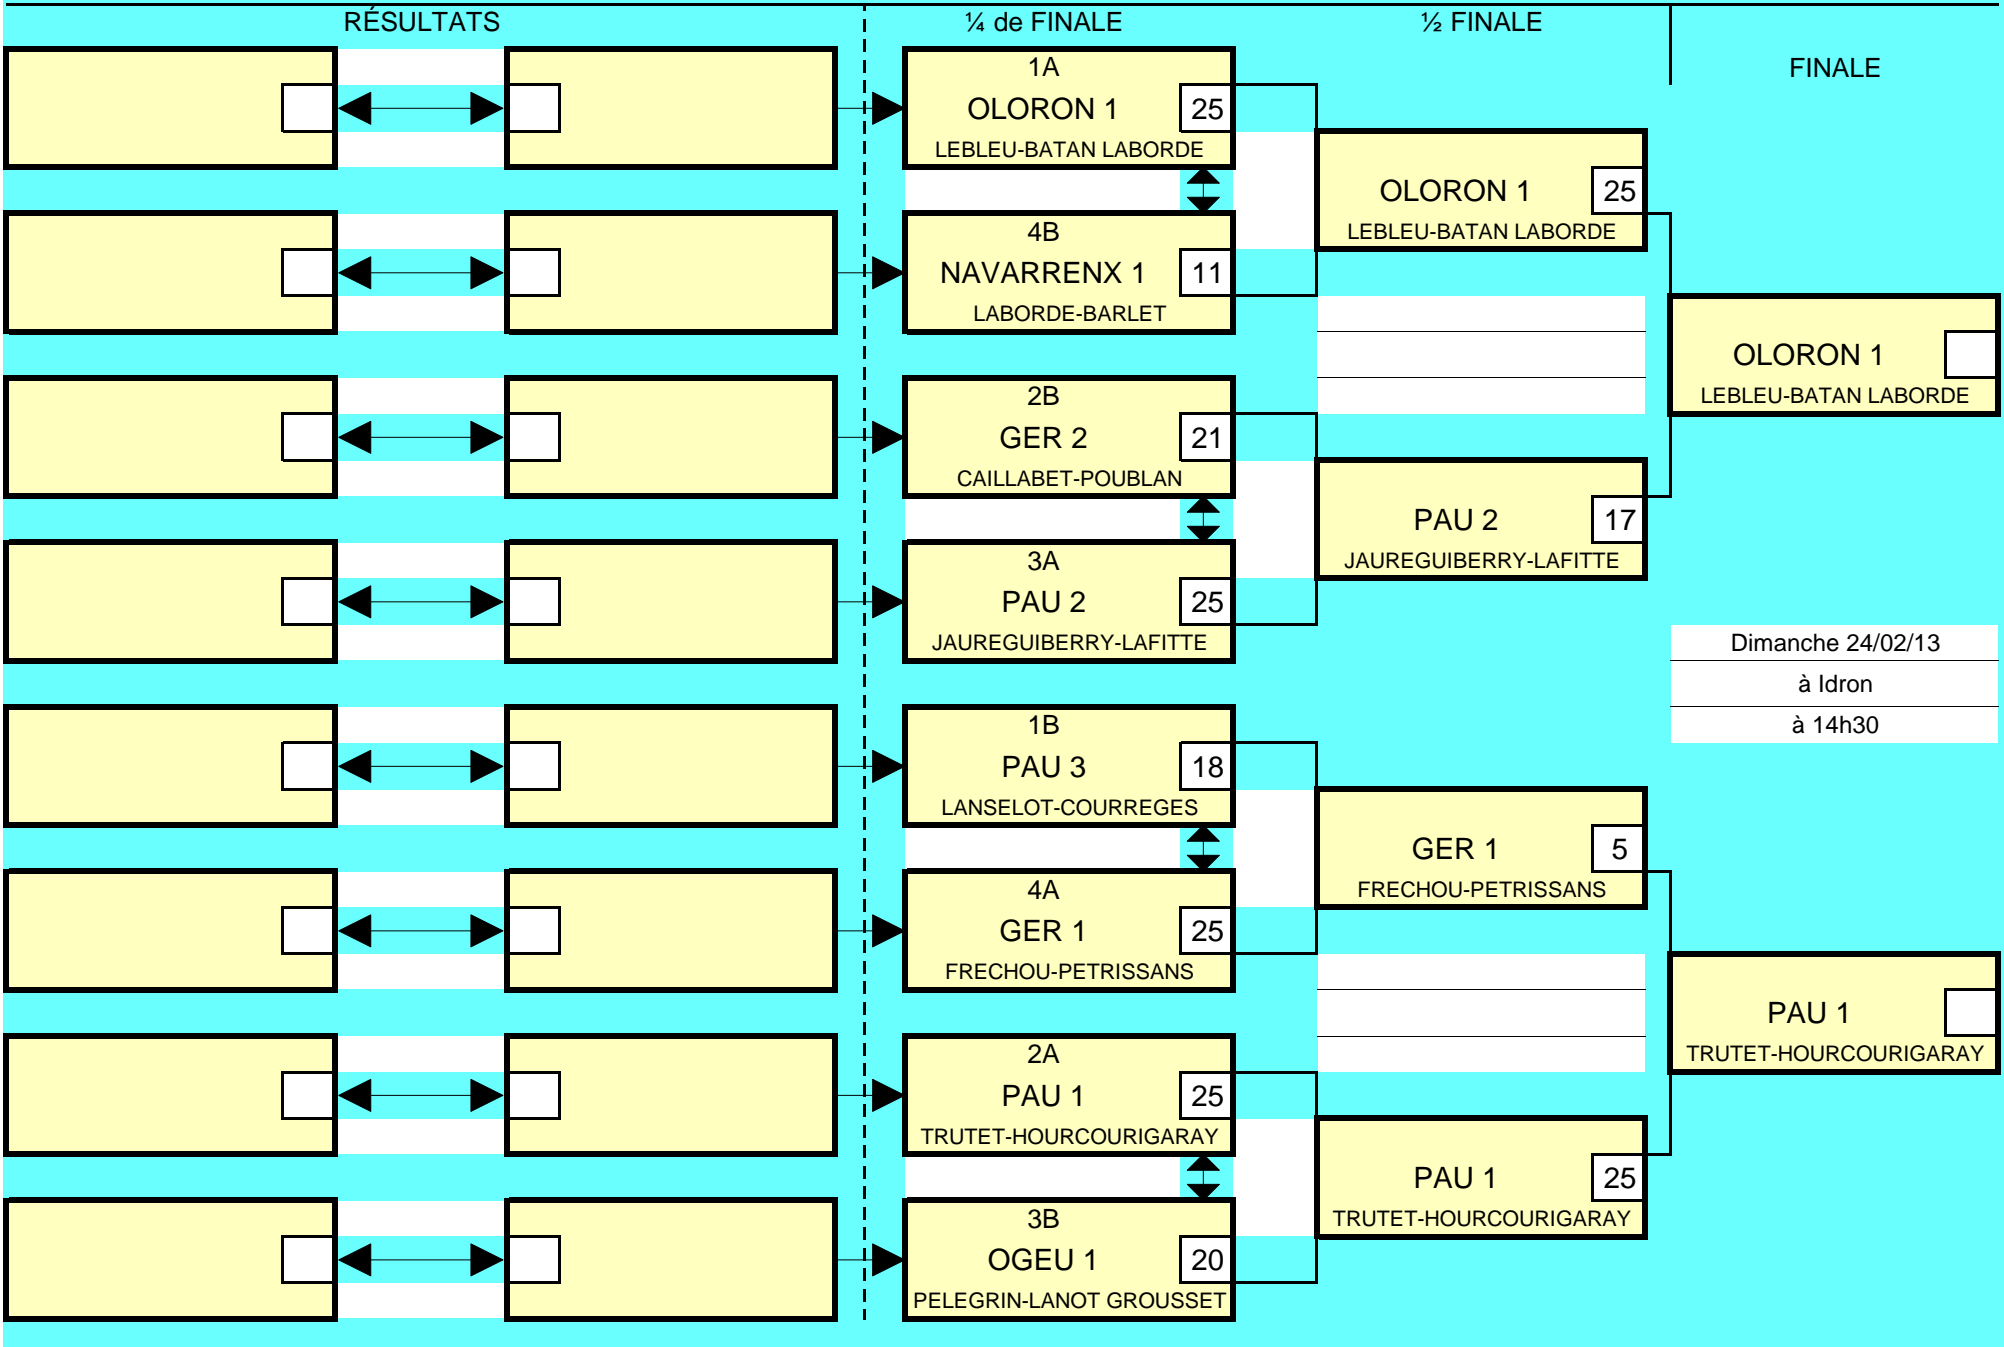 RÉSULTATS
¼ de FINALE
½ FINALE
FINALE
1A
OLORON 1
25
LEBLEU-BATAN LABORDE
4B
NAVARRENX 1
11
LABORDE-BARLET
2B
GER 2
21
CAILLABET-POUBLAN
3A
PAU 2
25
JAUREGUIBERRY-LAFITTE
1B
PAU 3
18
LANSELOT-COURREGES
4A
GER 1
25
FRECHOU-PETRISSANS
2A
PAU 1
25
TRUTET-HOURCOURIGARAY
3B
OGEU 1
20
PELEGRIN-LANOT GROUSSET
OLORON 1
25
LEBLEU-BATAN LABORDE
PAU 2
17
JAUREGUIBERRY-LAFITTE
GER 1
5
FRECHOU-PETRISSANS
PAU 1
25
TRUTET-HOURCOURIGARAY
OLORON 1
LEBLEU-BATAN LABORDE
Dimanche 24/02/13
à Idron
à 14h30
PAU 1
TRUTET-HOURCOURIGARAY